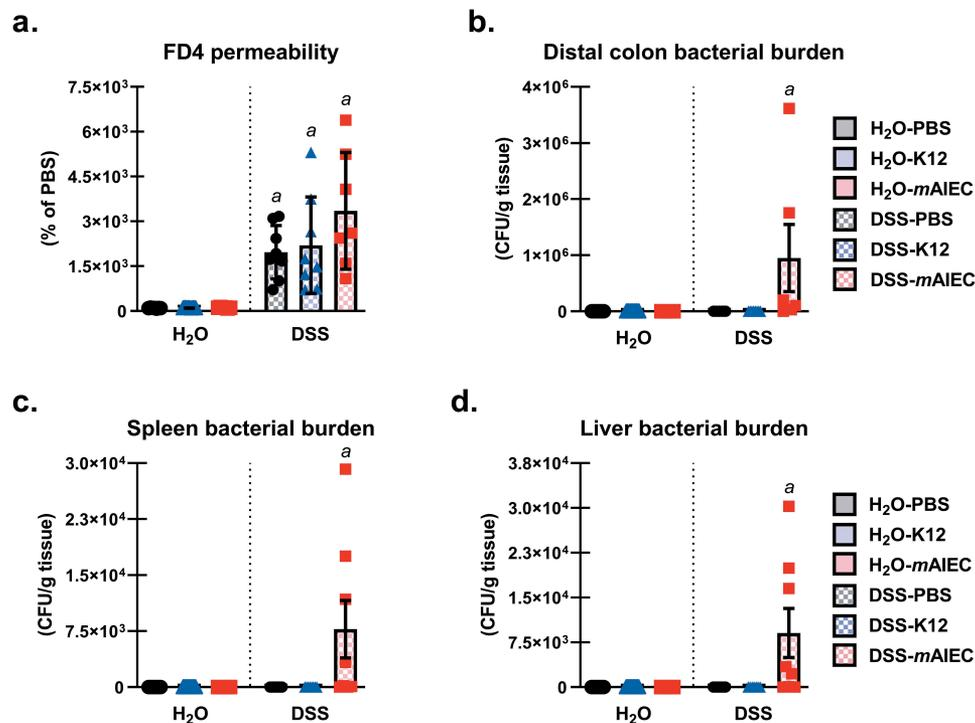 a.
FD4 permeability
(% of PBS)
7.5×10³
6×10³
4.5×10³
3×10³
1.5×10³
0
a
a
a
H₂O
DSS
b.
Distal colon bacterial burden
(CFU/g tissue)
4×10⁶
3×10⁶
2×10⁶
1×10⁶
0
a
H₂O
DSS
H₂O-PBS
H₂O-K12
H₂O-mAIEC
DSS-PBS
DSS-K12
DSS-mAIEC
c.
Spleen bacterial burden
(CFU/g tissue)
3.0×10⁴
2.3×10⁴
1.5×10⁴
7.5×10³
0
a
H₂O
DSS
d.
Liver bacterial burden
(CFU/g tissue)
3.8×10⁴
3.0×10⁴
2.3×10⁴
1.5×10⁴
7.5×10³
0
a
H₂O
DSS
H₂O-PBS
H₂O-K12
H₂O-mAIEC
DSS-PBS
DSS-K12
DSS-mAIEC